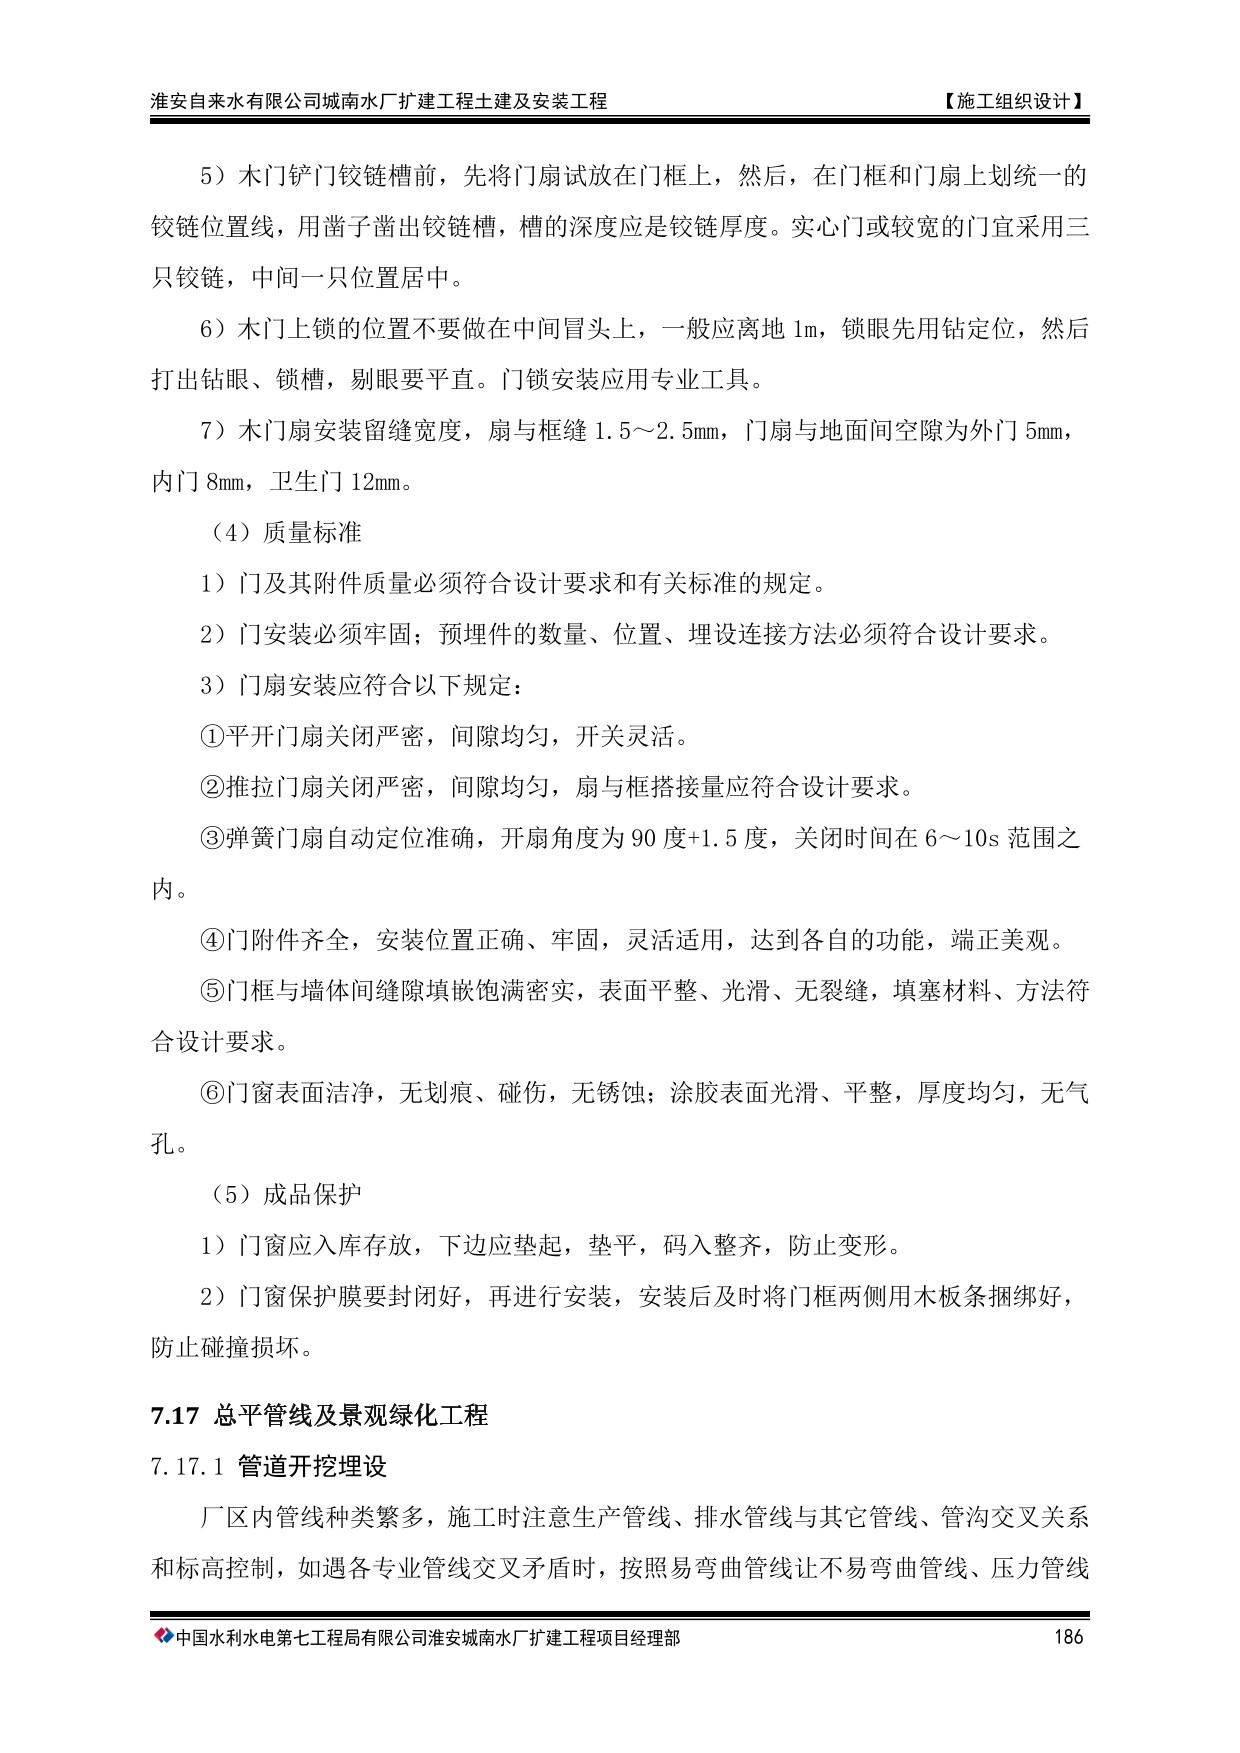 淮安自来水有限公司城南水厂扩建工程土建及安装工程 【施工组织设计】
5）木门铲门铰链槽前，先将门扇试放在门框上，然后，在门框和门扇上划统一的
铰链位置线，用凿子凿出铰链槽，槽的深度应是铰链厚度。实心门或较宽的门宜采用三
只铰链，中间一只位置居中。
6）木门上锁的位置不要做在中间冒头上，一般应离地 1m，锁眼先用钻定位，然后
打出钻眼、锁槽，剔眼要平直。门锁安装应用专业工具。
7）木门扇安装留缝宽度，扇与框缝 1.5～2.5mm，门扇与地面间空隙为外门 5mm，
内门 8mm，卫生门 12mm。
（4）质量标准
1）门及其附件质量必须符合设计要求和有关标准的规定。
2）门安装必须牢固；预埋件的数量、位置、埋设连接方法必须符合设计要求。
3）门扇安装应符合以下规定：
①平开门扇关闭严密，间隙均匀，开关灵活。
②推拉门扇关闭严密，间隙均匀，扇与框搭接量应符合设计要求。
③弹簧门扇自动定位准确，开扇角度为 90 度+1.5 度，关闭时间在 6～10s 范围之
内。
④门附件齐全，安装位置正确、牢固，灵活适用，达到各自的功能，端正美观。
⑤门框与墙体间缝隙填嵌饱满密实，表面平整、光滑、无裂缝，填塞材料、方法符
合设计要求。
⑥门窗表面洁净，无划痕、碰伤，无锈蚀；涂胶表面光滑、平整，厚度均匀，无气
孔。
（5）成品保护
1）门窗应入库存放，下边应垫起，垫平，码入整齐，防止变形。
2）门窗保护膜要封闭好，再进行安装，安装后及时将门框两侧用木板条捆绑好，
防止碰撞损坏。
7.17 总平管线及景观绿化工程
7.17.1 管道开挖埋设
厂区内管线种类繁多，施工时注意生产管线、排水管线与其它管线、管沟交叉关系
和标高控制，如遇各专业管线交叉矛盾时，按照易弯曲管线让不易弯曲管线、压力管线
中国水利水电第七工程局有限公司淮安城南水厂扩建工程项目经理部 186